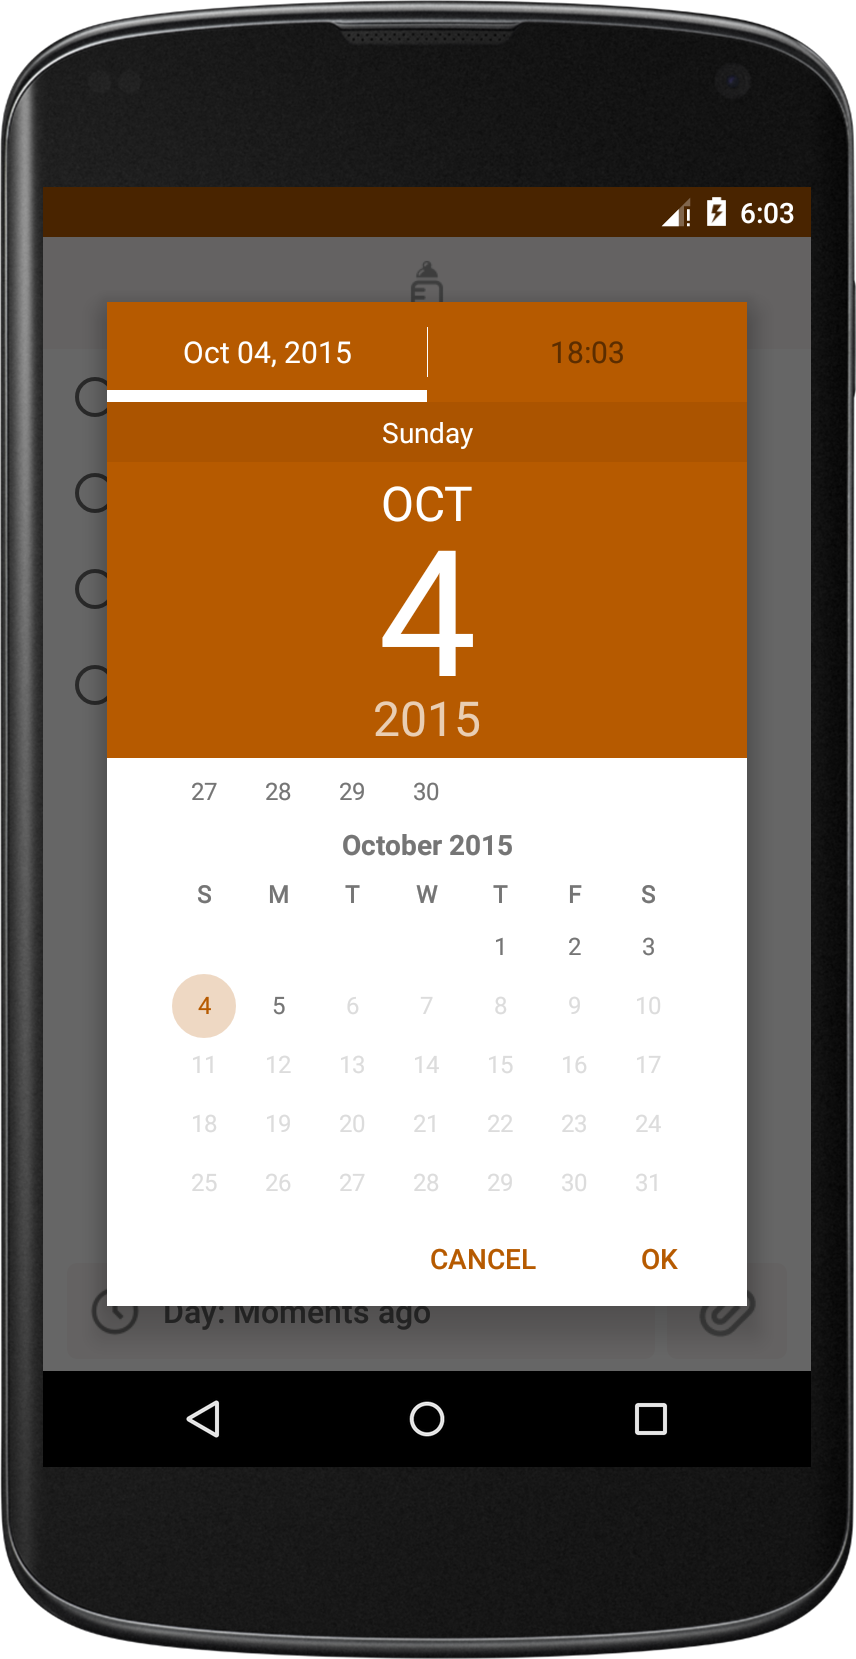 6:03
Oct 04, 2015 18:03
Sunday
OCT
4
2015
27 28 29 30
October 2015
S M T W T F S
1 2 3
4 5 6 7 8 9 10
11 12 13 14 15 16 17
18 19 20 21 22 23 24
25 26 27 28 29 30 31
CANCEL OK
Day: Moments ago